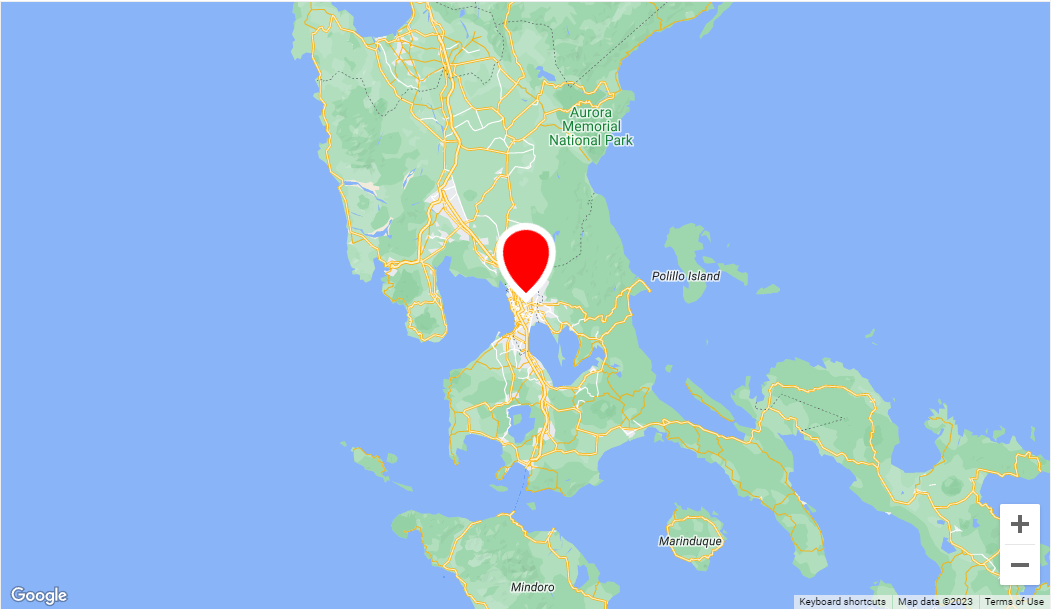 Aurora
Memorial
National Park
Polillo Island
Marinduque
Mindoro
Google
Keyboard shortcuts
Map data ©2023
Terms of Use